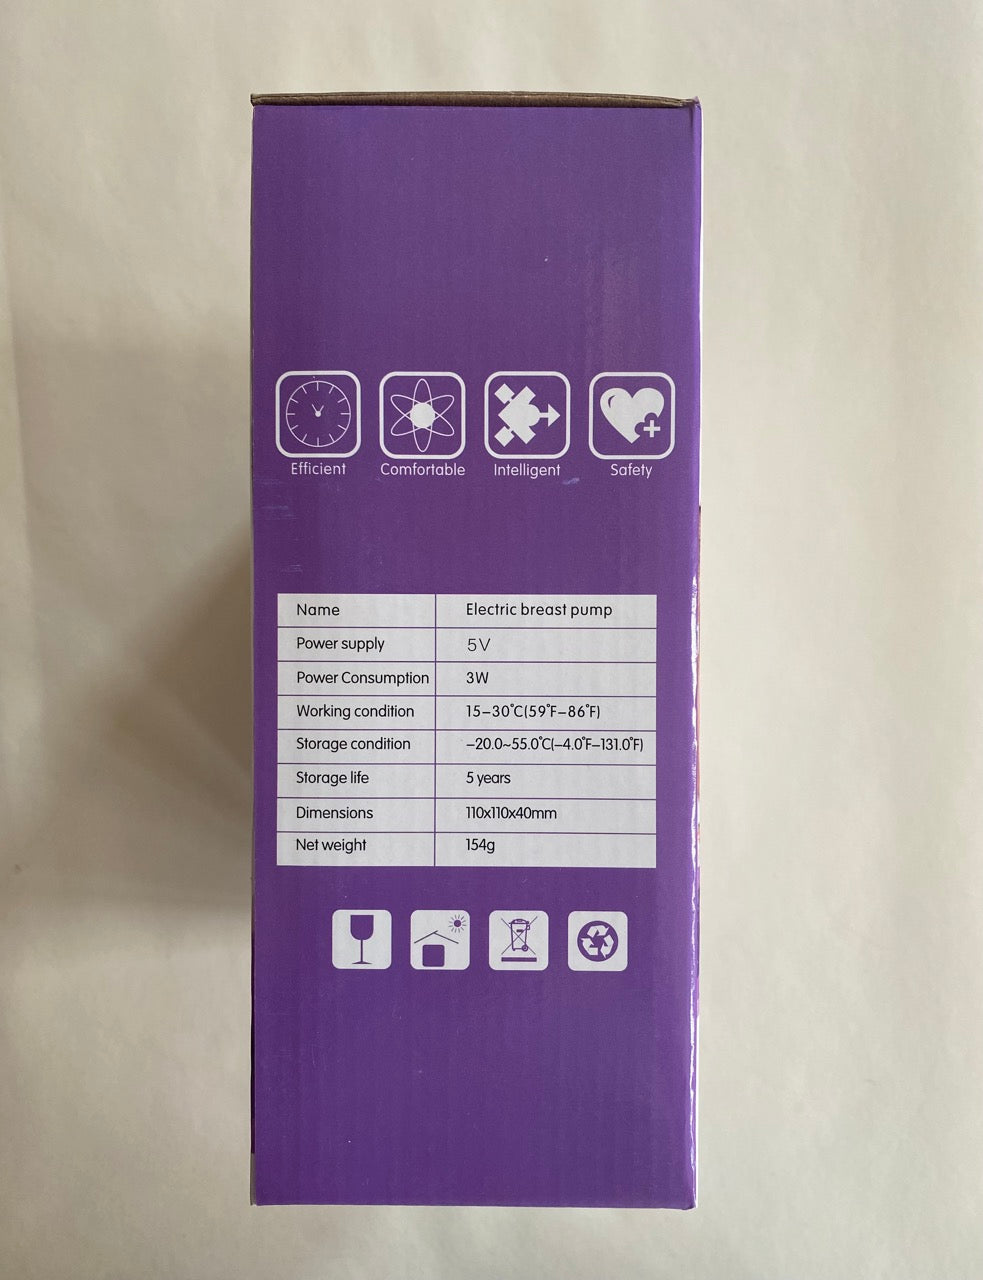 Efficient Comfortable Intelligent Safety
Name Electric breast pump
Power supply 5V
Power Consumption 3W
Working condition 15–30°C(59°F–86°F)
Storage condition –20.0~55.0°C(–4.0°F–131.0°F)
Storage life 5 years
Dimensions 110x110x40mm
Net weight 154g